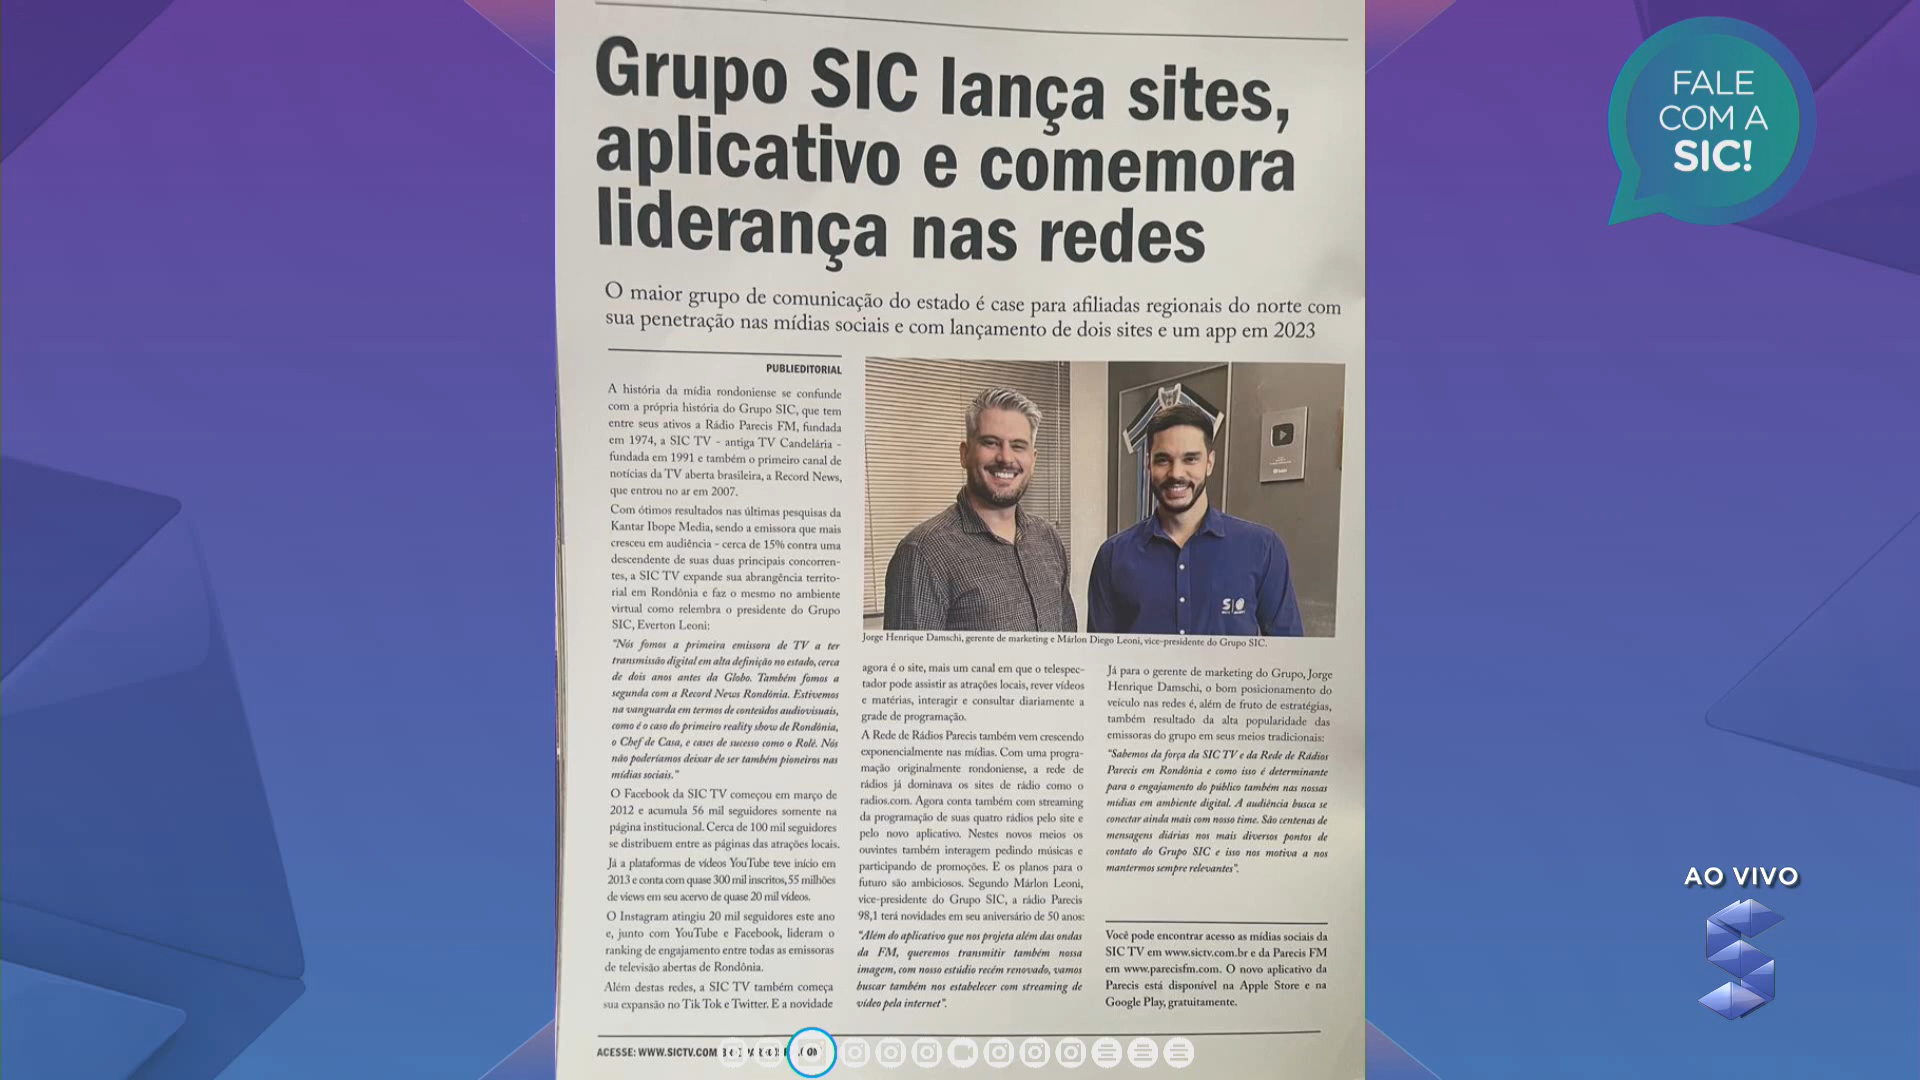 Grupo SIC lança sites,
aplicativo e comemora
liderança nas redes
O maior grupo de comunicação do estado é case para afiliadas regionais do norte com
sua penetração nas mídias sociais e com lançamento de dois sites e um app em 2023
PUBLIEDITORIAL
A história da mídia rondoniense se confunde
com a própria história do Grupo SIC, que tem
entre seus ativos a Rádio Parecis FM, fundada
em 1974, a SIC TV - antiga TV Candelária -
fundada em 1991 e também o primeiro canal de
notícias da TV aberta brasileira, a Record News,
que entrou no ar em 2007.
Com ótimos resultados nas últimas pesquisas da
Kantar Ibope Media, sendo a emissora que mais
cresceu em audiência - cerca de 15% contra uma
descendente de suas duas principais concorren-
tes, a SIC TV expande sua abrangência territo-
rial em Rondônia e faz o mesmo no ambiente
virtual como relembra o presidente do Grupo
SIC, Everton Leoni:
"Nós fomos a primeira emissora de TV a ter
transmissão digital em alta definição no estado, cerca
de dois anos antes da Globo. Também fomos a
segunda com a Record News Rondônia. Estivemos
na vanguarda em termos de conteúdos audiovisuais,
como é o caso do primeiro reality show de Rondônia,
o Chef de Casa, e cases de sucesso como o Rolê. Nós
não poderíamos deixar de ser também pioneiros nas
mídias sociais."
O Facebook da SIC TV começou em março de
2012 e acumula 56 mil seguidores somente na
página institucional. Cerca de 100 mil seguidores
se distribuem entre as páginas das atrações locais.
Já a plataformas de vídeos YouTube teve início em
2013 e conta com quase 300 mil inscritos, 55 milhões
de views em seu acervo de quase 20 mil vídeos.
O Instagram atingiu 20 mil seguidores este ano
e, junto com YouTube e Facebook, lideram o
ranking de engajamento entre todas as emissoras
de televisão abertas de Rondônia.
Além destas redes, a SIC TV também começa
sua expansão no Tik Tok e Twitter. E a novidade
Jorge Henrique Damschi, gerente de marketing e Márlon Diego Leoni, vice-presidente do Grupo SIC.
agora é o site, mais um canal em que o telespec-
tador pode assistir as atrações locais, rever vídeos
e matérias, interagir e consultar diariamente a
grade de programação.
A Rede de Rádios Parecis também vem crescendo
exponencialmente nas mídias. Com uma progra-
mação originalmente rondoniense, a rede de
rádios já dominava os sites de rádio como o
radios.com. Agora conta também com streaming
da programação de suas quatro rádios pelo site e
pelo novo aplicativo. Nestes novos meios os
ouvintes também interagem pedindo músicas e
participando de promoções. E os planos para o
futuro são ambiciosos. Segundo Márlon Leoni,
vice-presidente do Grupo SIC, a rádio Parecis
98,1 terá novidades em seu aniversário de 50 anos:
"Além do aplicativo que nos projeta além das ondas
da FM, queremos transmitir também nossa
imagem, com nosso estúdio recém renovado, vamos
buscar também nos estabelecer com streaming de
vídeo pela internet".
Já para o gerente de marketing do Grupo, Jorge
Henrique Damschi, o bom posicionamento do
veículo nas redes é, além de fruto de estratégias,
também resultado da alta popularidade das
emissoras do grupo em seus meios tradicionais:
"Sabemos da força da SIC TV e da Rede de Rádios
Parecis em Rondônia e como isso é determinante
para o engajamento do público também nas nossas
mídias em ambiente digital. A audiência busca se
conectar ainda mais com nosso time. São centenas de
mensagens diárias nos mais diversos pontos de
contato do Grupo SIC e isso nos motiva a nos
mantermos sempre relevantes".
Você pode encontrar acesso as mídias sociais da
SIC TV em www.sictv.com.br e da Parecis FM
em www.parecisfm.com. O novo aplicativo da
Parecis está disponível na Apple Store e na
Google Play, gratuitamente.
ACESSE: WWW.SICTV.COM
FALE
COM A
SIC!
AO VIVO